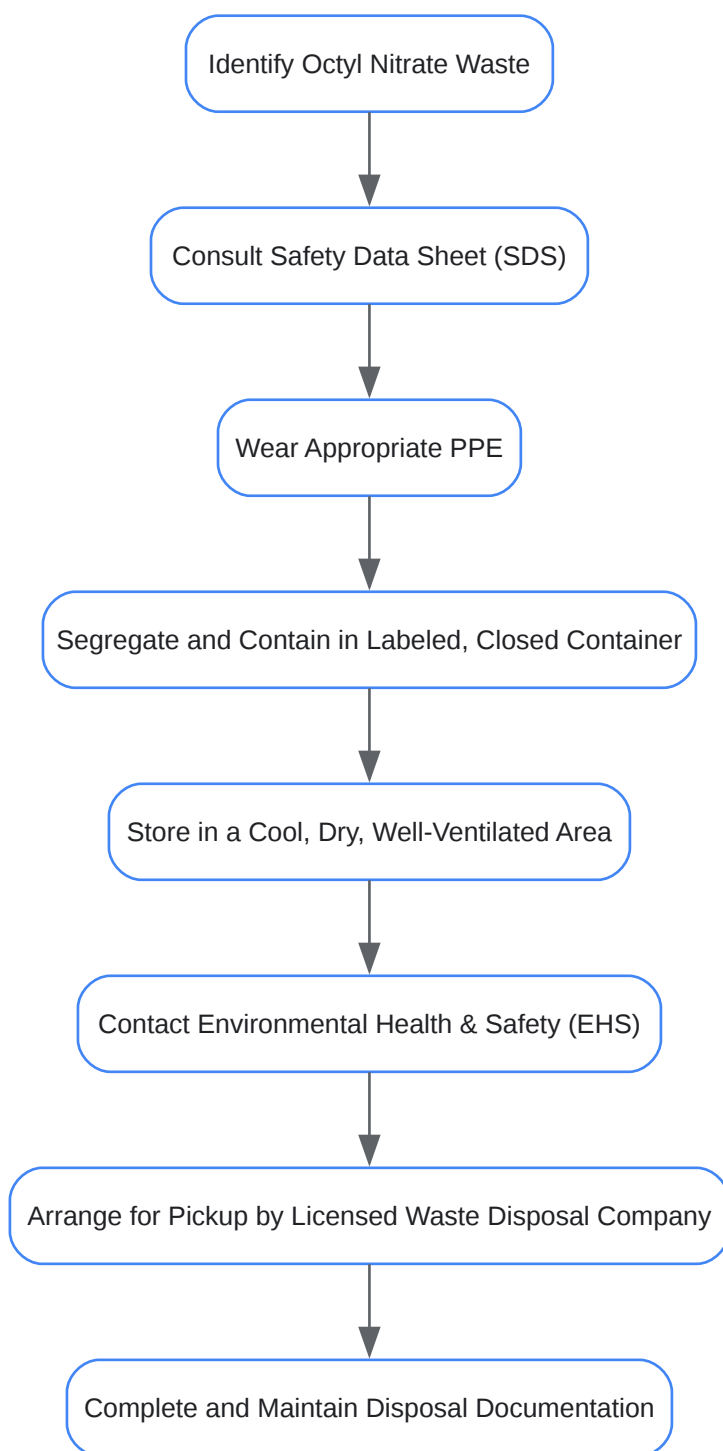 Identify Octyl Nitrate Waste
Consult Safety Data Sheet (SDS)
Wear Appropriate PPE
Segregate and Contain in Labeled, Closed Container
Store in a Cool, Dry, Well-Ventilated Area
Contact Environmental Health & Safety (EHS)
Arrange for Pickup by Licensed Waste Disposal Company
Complete and Maintain Disposal Documentation